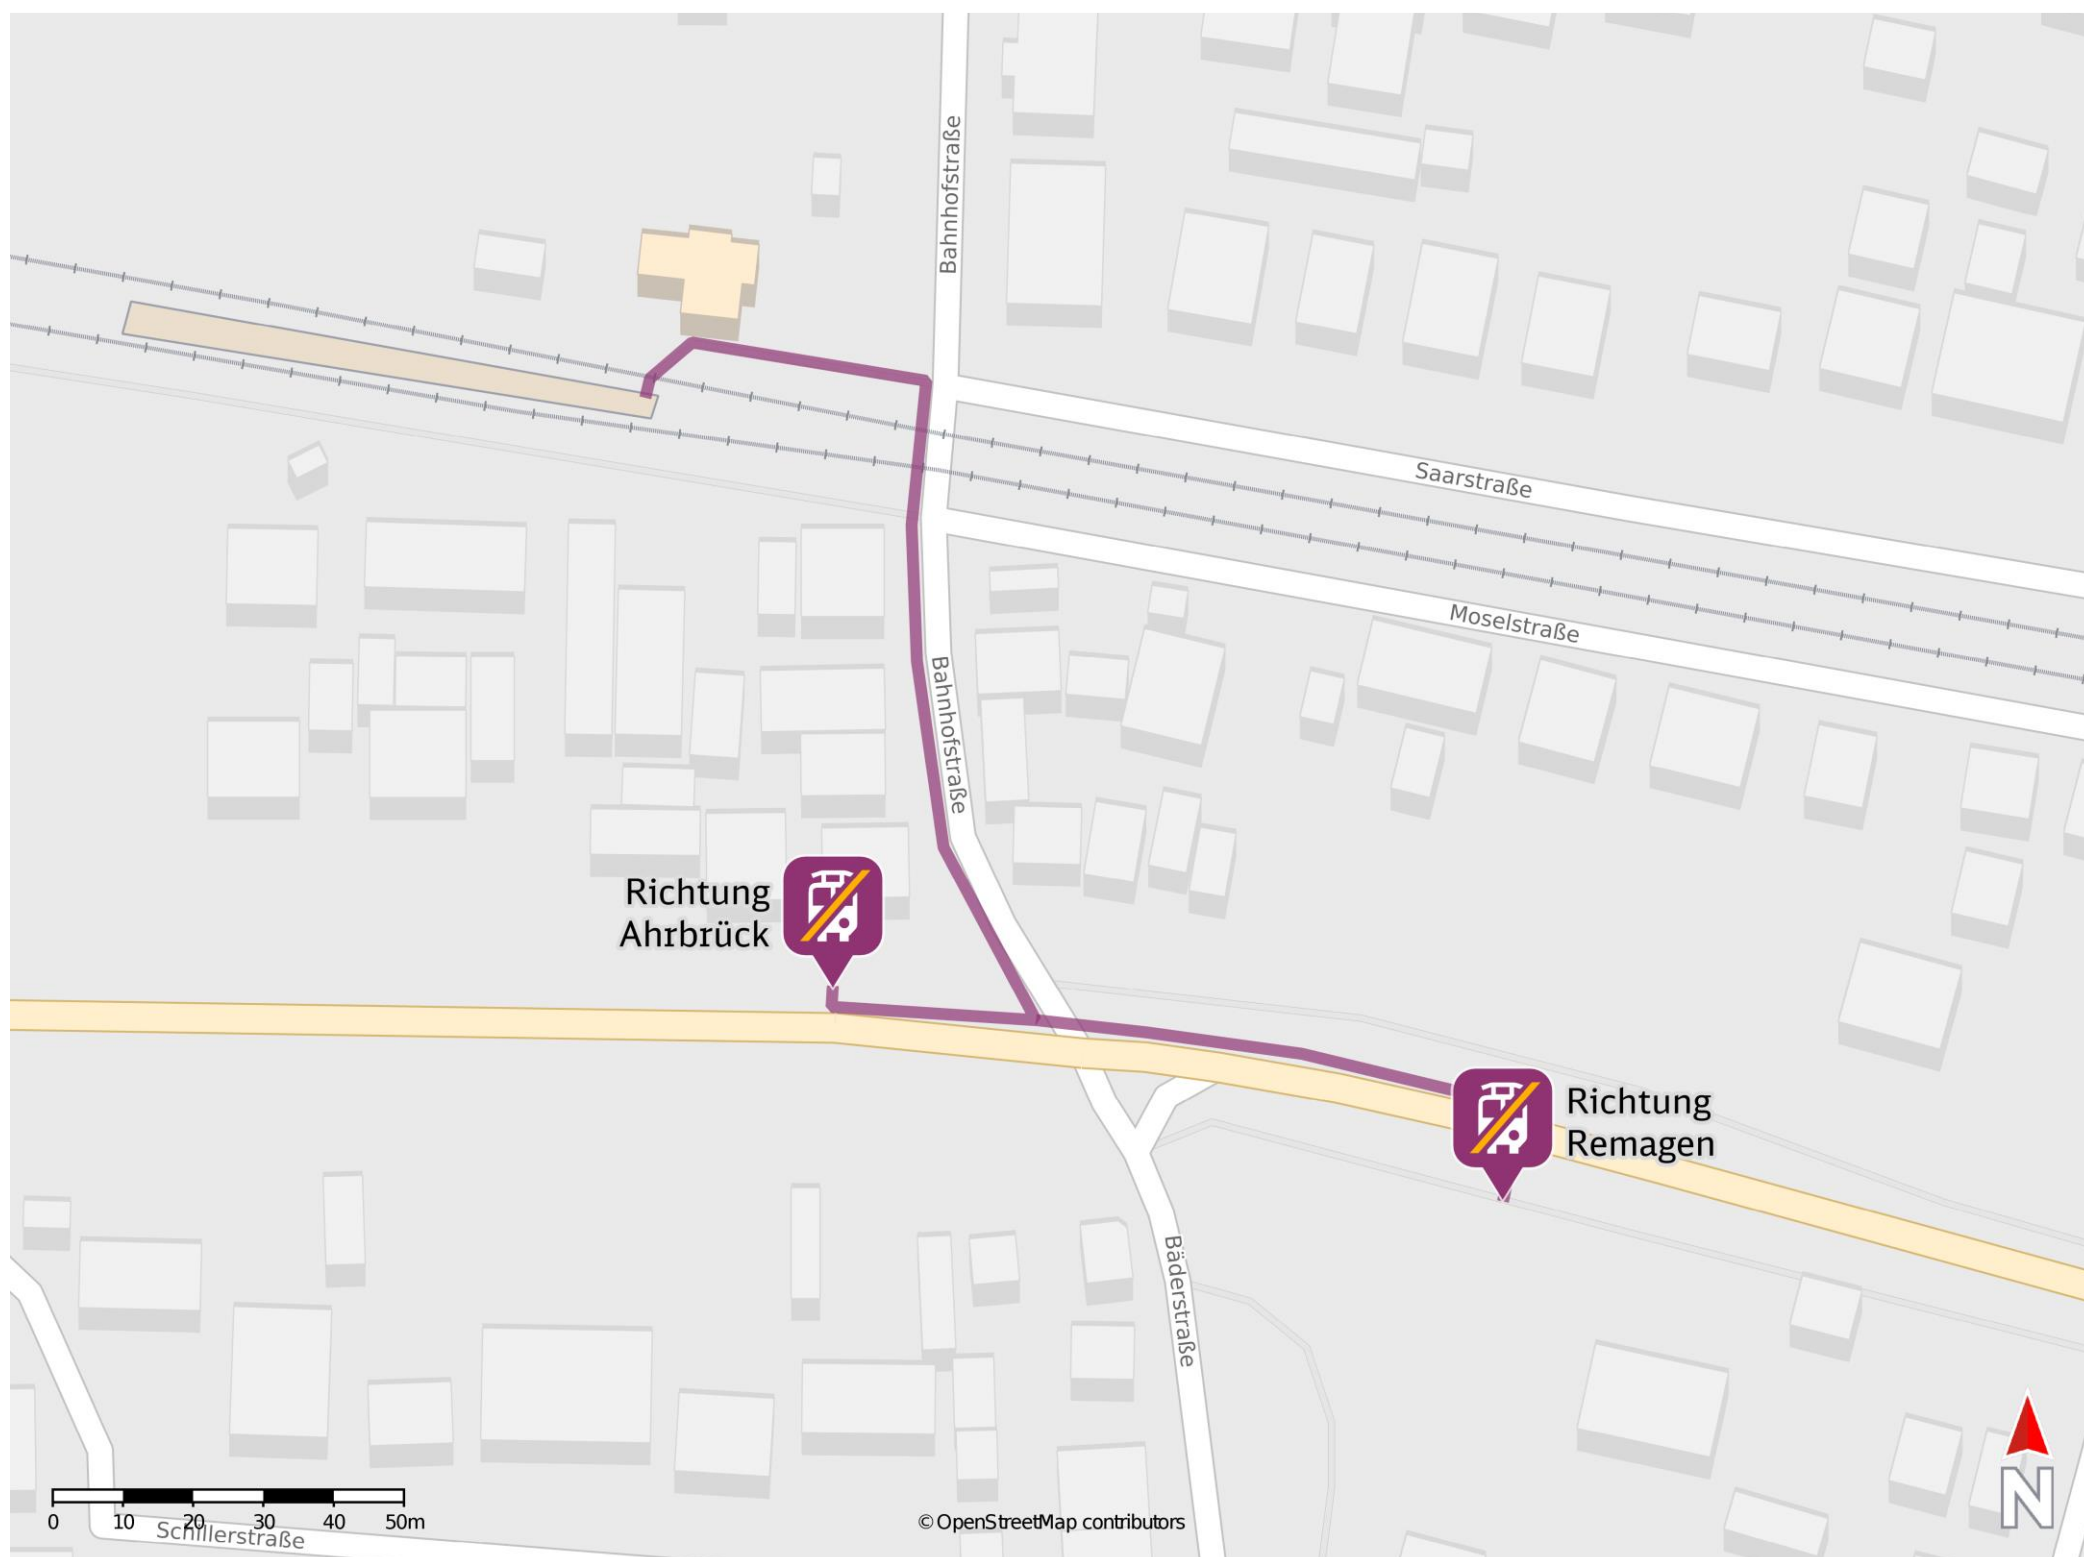 Bahnhofstraße
Saarstraße
Moselstraße
Bahnhofstraße
Richtung
Ahrbrück
Richtung
Remagen
Bäderstraße
0 10 20 30 40 50m
Schillerstraße
© OpenStreetMap contributors
N